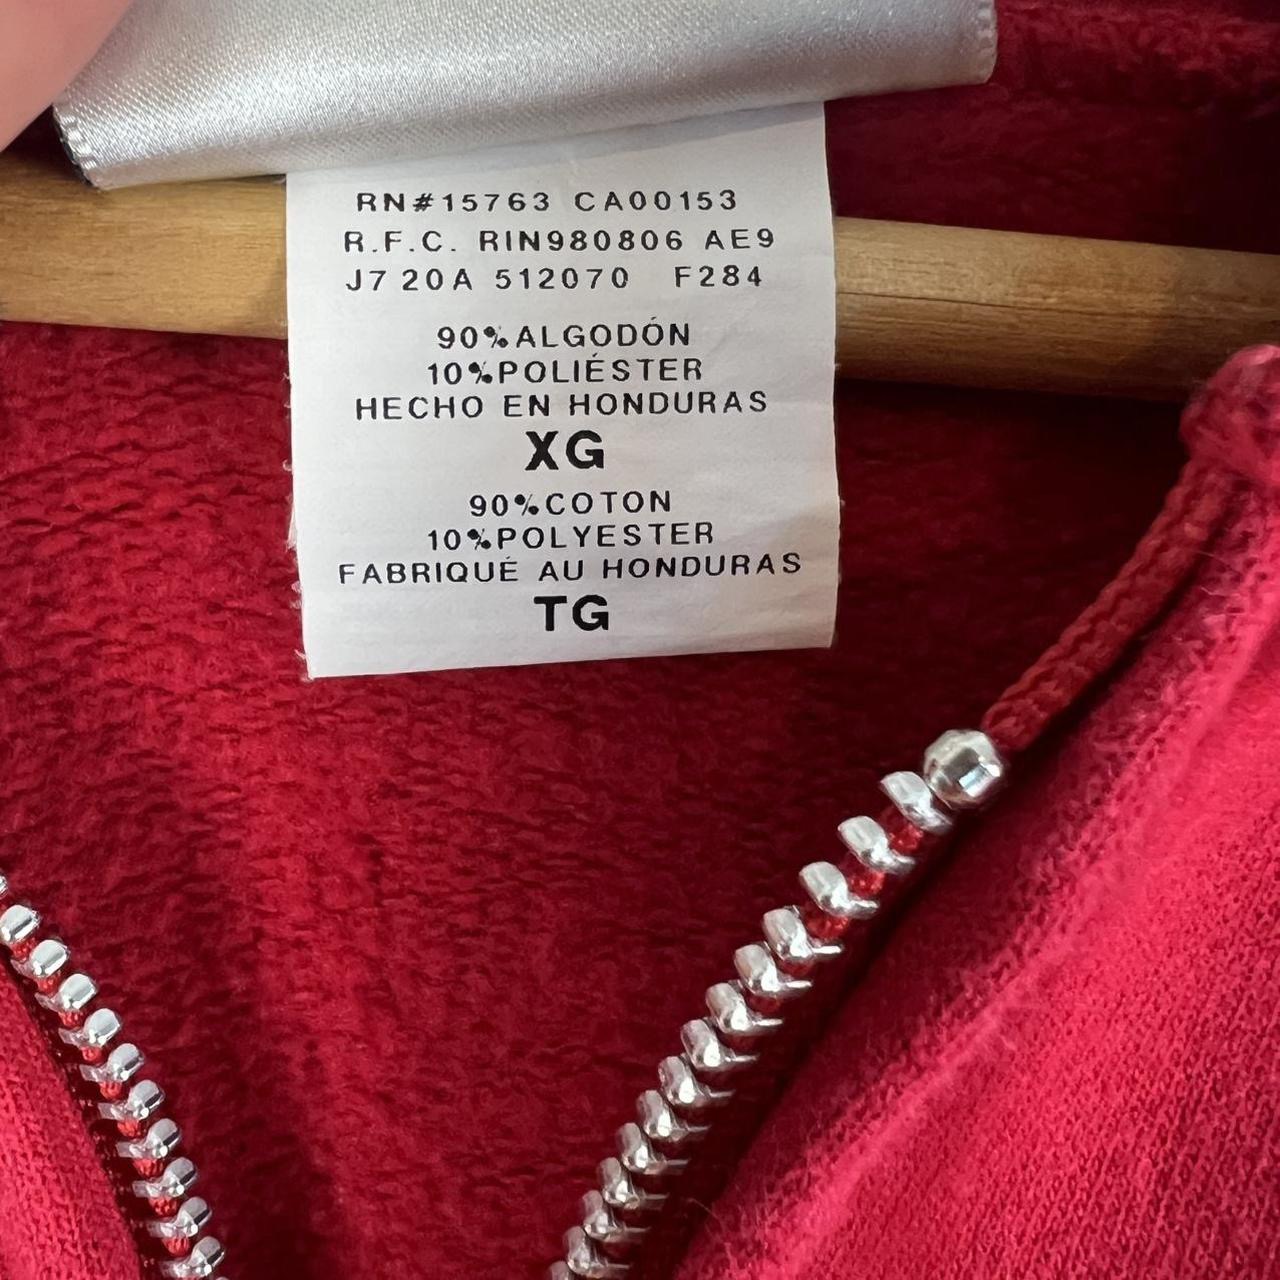 RN#15763 CA00153
R.F.C. RIN980806 AE9
J7 20A 512070 F284
90%ALGODÓN
10%POLIÉSTER
HECHO EN HONDURAS
XG
90%COTON
10%POLYESTER
FABRIQUÉ AU HONDURAS
TG